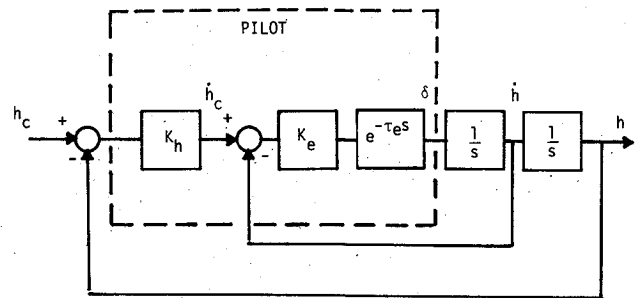 PILOT
h_c
+
-
K_h
ḣ_c
+
-
K_e
e^{-τ_e s}
δ
1/s
ḣ
1/s
h